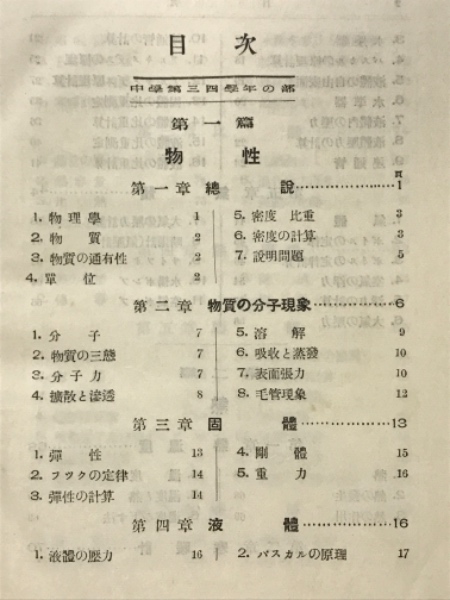 目次
中學第三四學年の部
第一篇
物性
頁
第一章 總說……………………1
1. 物理學 1
2. 物質 2
3. 物質の通有性 2
4. 單位 2
5. 密度 比重 3
6. 密度の計算 3
7. 說明問題 5
第二章 物質の分子現象……………6
1. 分子 7
2. 物質の三態 7
3. 分子力 7
4. 擴散と滲透 8
5. 溶解 9
6. 吸收と蒸發 10
7. 表面張力 10
8. 毛管現象 12
第三章 固體………………13
1. 彈性 13
2. フックの定律 14
3. 彈性の計算 14
4. 剛體 15
5. 重力 16
第四章 液體………………16
1. 液體の壓力 16
2. パスカルの原理 17